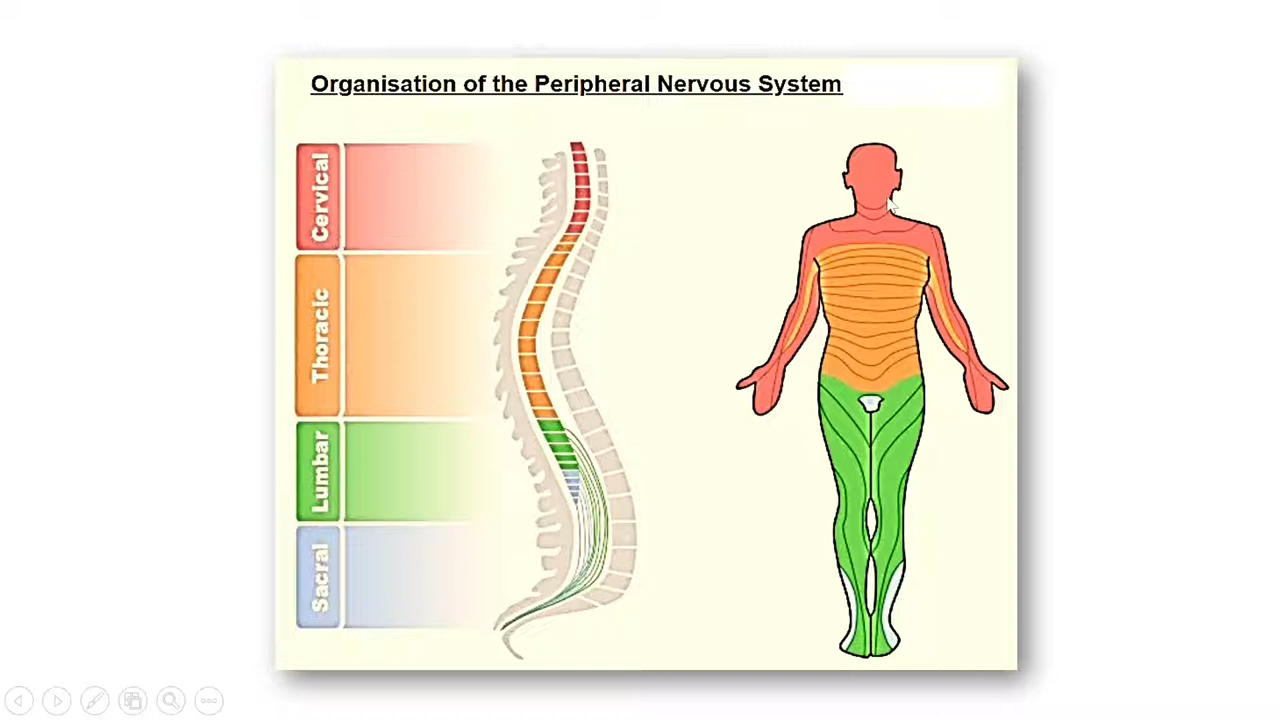 Organisation of the Peripheral Nervous System
Cervical
Thoracic
Lumbar
Sacral